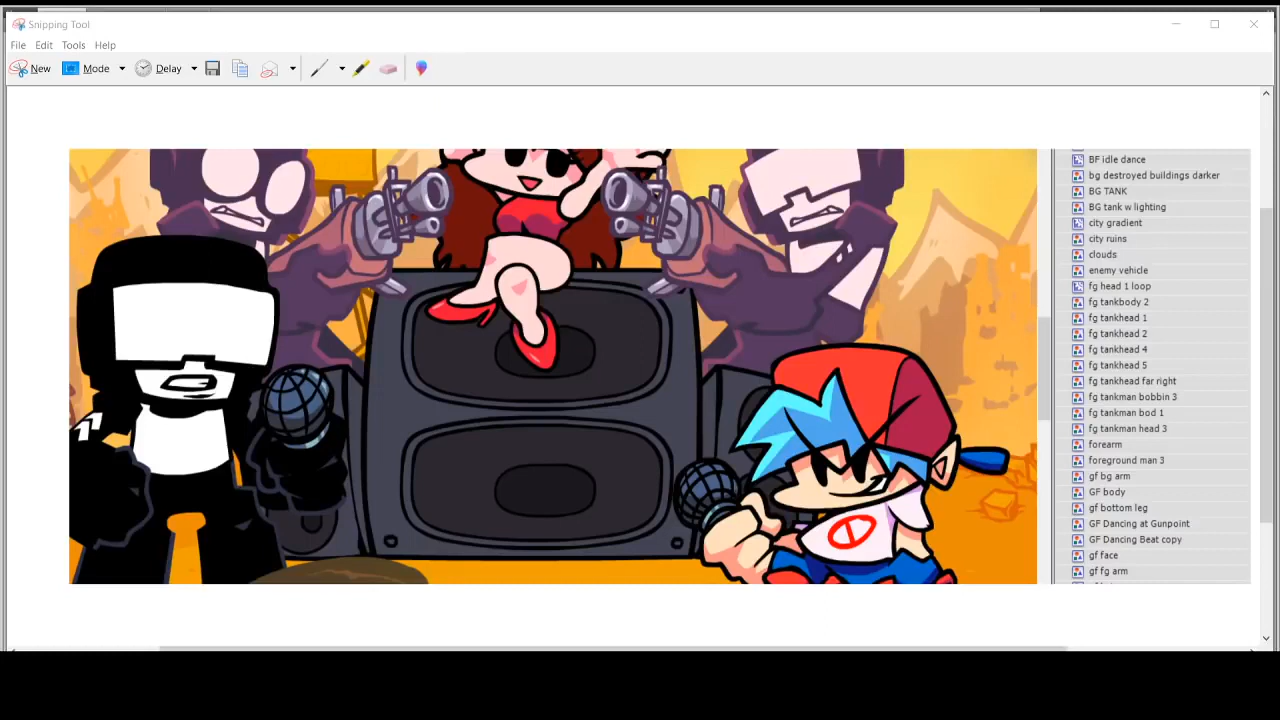 Snipping Tool
File Edit Tools Help
New Mode Delay
BF idle dance
bg destroyed buildings darker
BG TANK
BG tank w lighting
city gradient
city ruins
clouds
enemy vehicle
fg head 1 loop
fg tankbody 2
fg tankhead 1
fg tankhead 2
fg tankhead 4
fg tankhead 5
fg tankhead far right
fg tankman bobbin 3
fg tankman bod 1
fg tankman head 3
forearm
foreground man 3
gf bg arm
GF body
gf bottom leg
GF Dancing at Gunpoint
GF Dancing Beat copy
gf face
gf fg arm